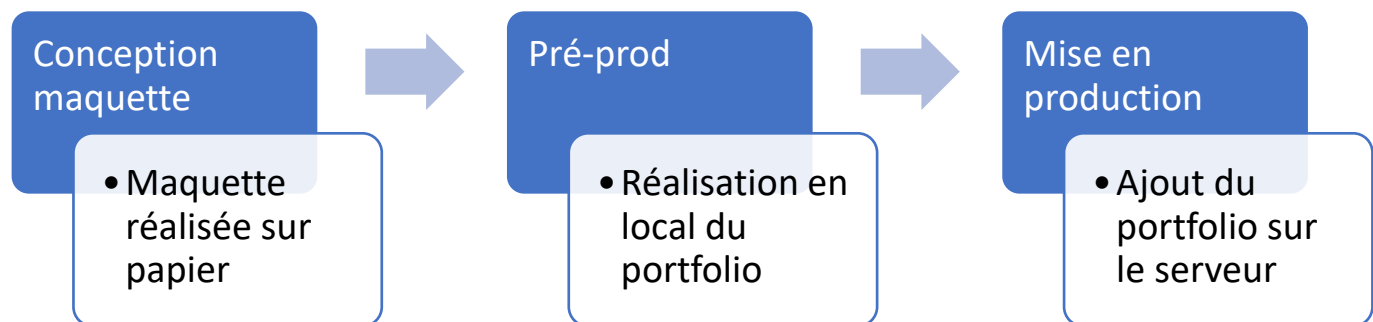 Conception
maquette
• Maquette
réalisée sur
papier
Pré-prod
• Réalisation en
local du
portfolio
Mise en
production
• Ajout du
portfolio sur
le serveur